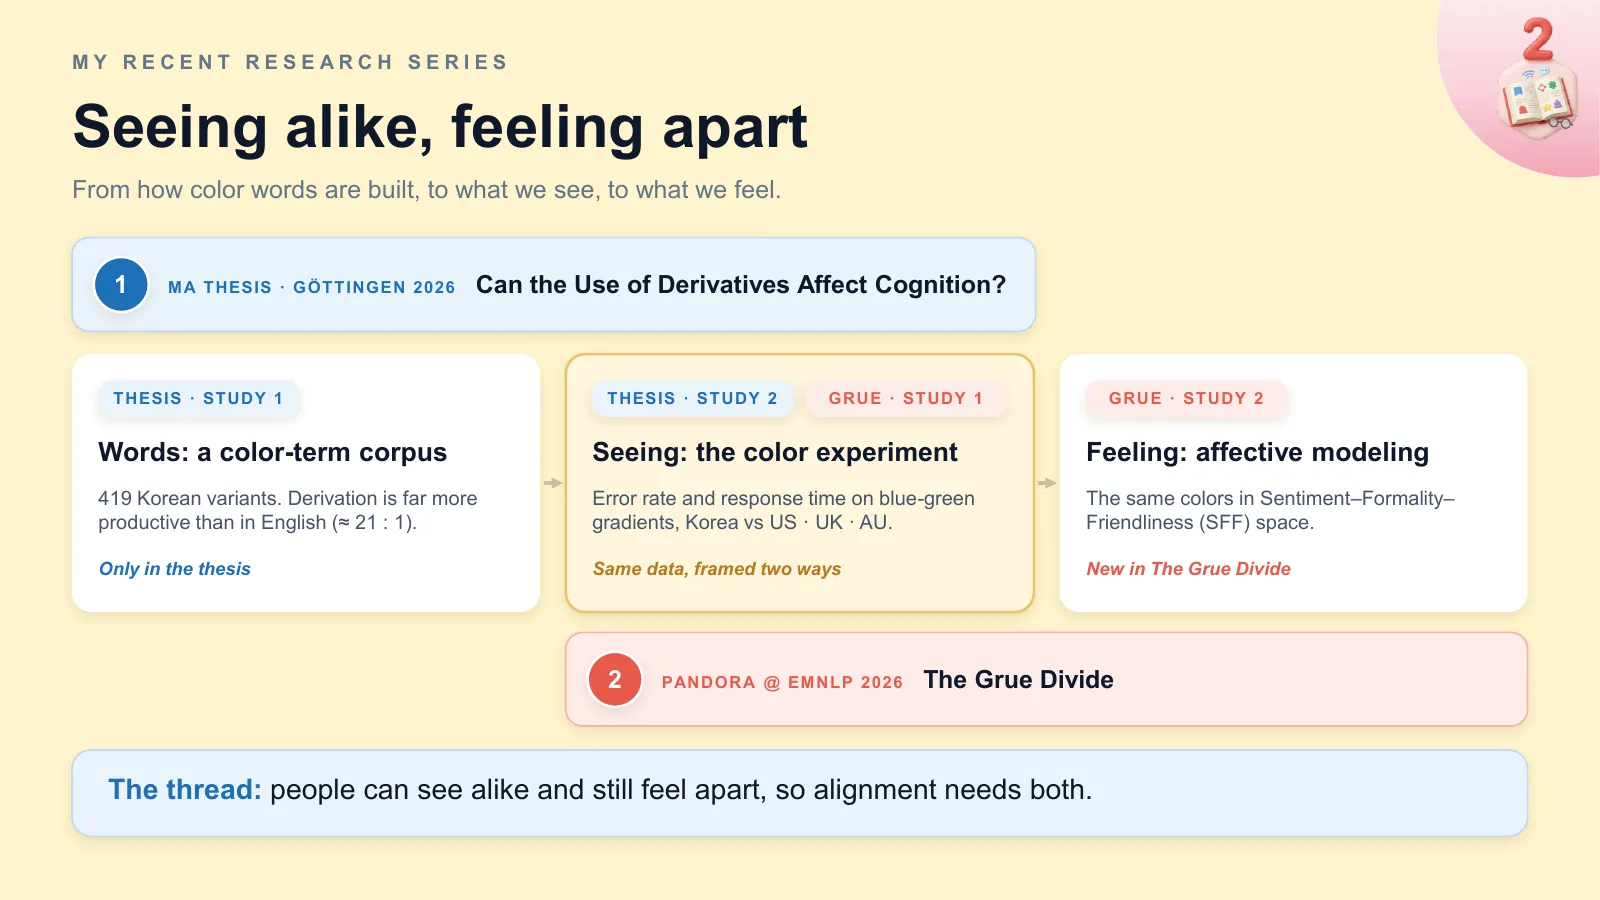 MY RECENT RESEARCH SERIES
2
Seeing alike, feeling apart
From how color words are built, to what we see, to what we feel.
1 MA THESIS · GÖTTINGEN 2026 Can the Use of Derivatives Affect Cognition?
THESIS · STUDY 1
Words: a color-term corpus
419 Korean variants. Derivation is far more
productive than in English (≈ 21 : 1).
Only in the thesis
THESIS · STUDY 2 GRUE · STUDY 1
Seeing: the color experiment
Error rate and response time on blue-green
gradients, Korea vs US · UK · AU.
Same data, framed two ways
GRUE · STUDY 2
Feeling: affective modeling
The same colors in Sentiment–Formality–
Friendliness (SFF) space.
New in The Grue Divide
2 PANDORA @ EMNLP 2026 The Grue Divide
The thread: people can see alike and still feel apart, so alignment needs both.